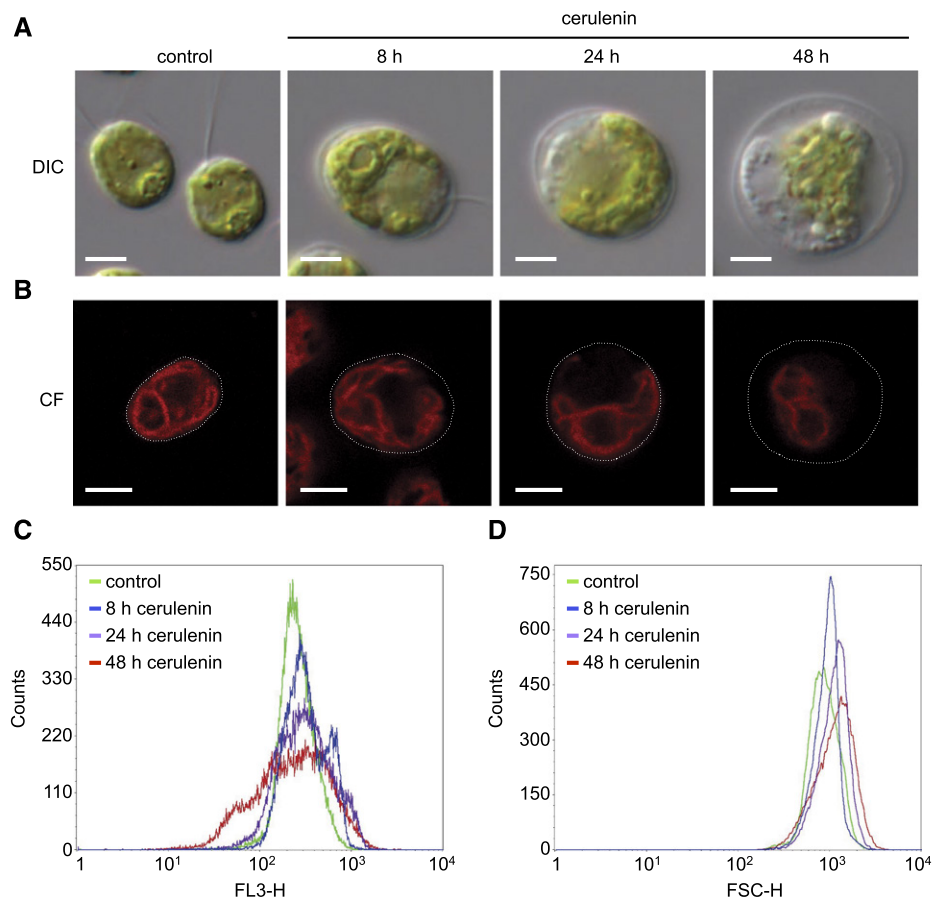 A
cerulenin
control
8 h
24 h
48 h
DIC
B
CF
C
D
550
440
330
220
110
0
Counts
control
8 h cerulenin
24 h cerulenin
48 h cerulenin
1
10¹
10²
10³
10⁴
FL3-H
750
600
450
300
150
0
Counts
control
8 h cerulenin
24 h cerulenin
48 h cerulenin
1
10¹
10²
10³
10⁴
FSC-H